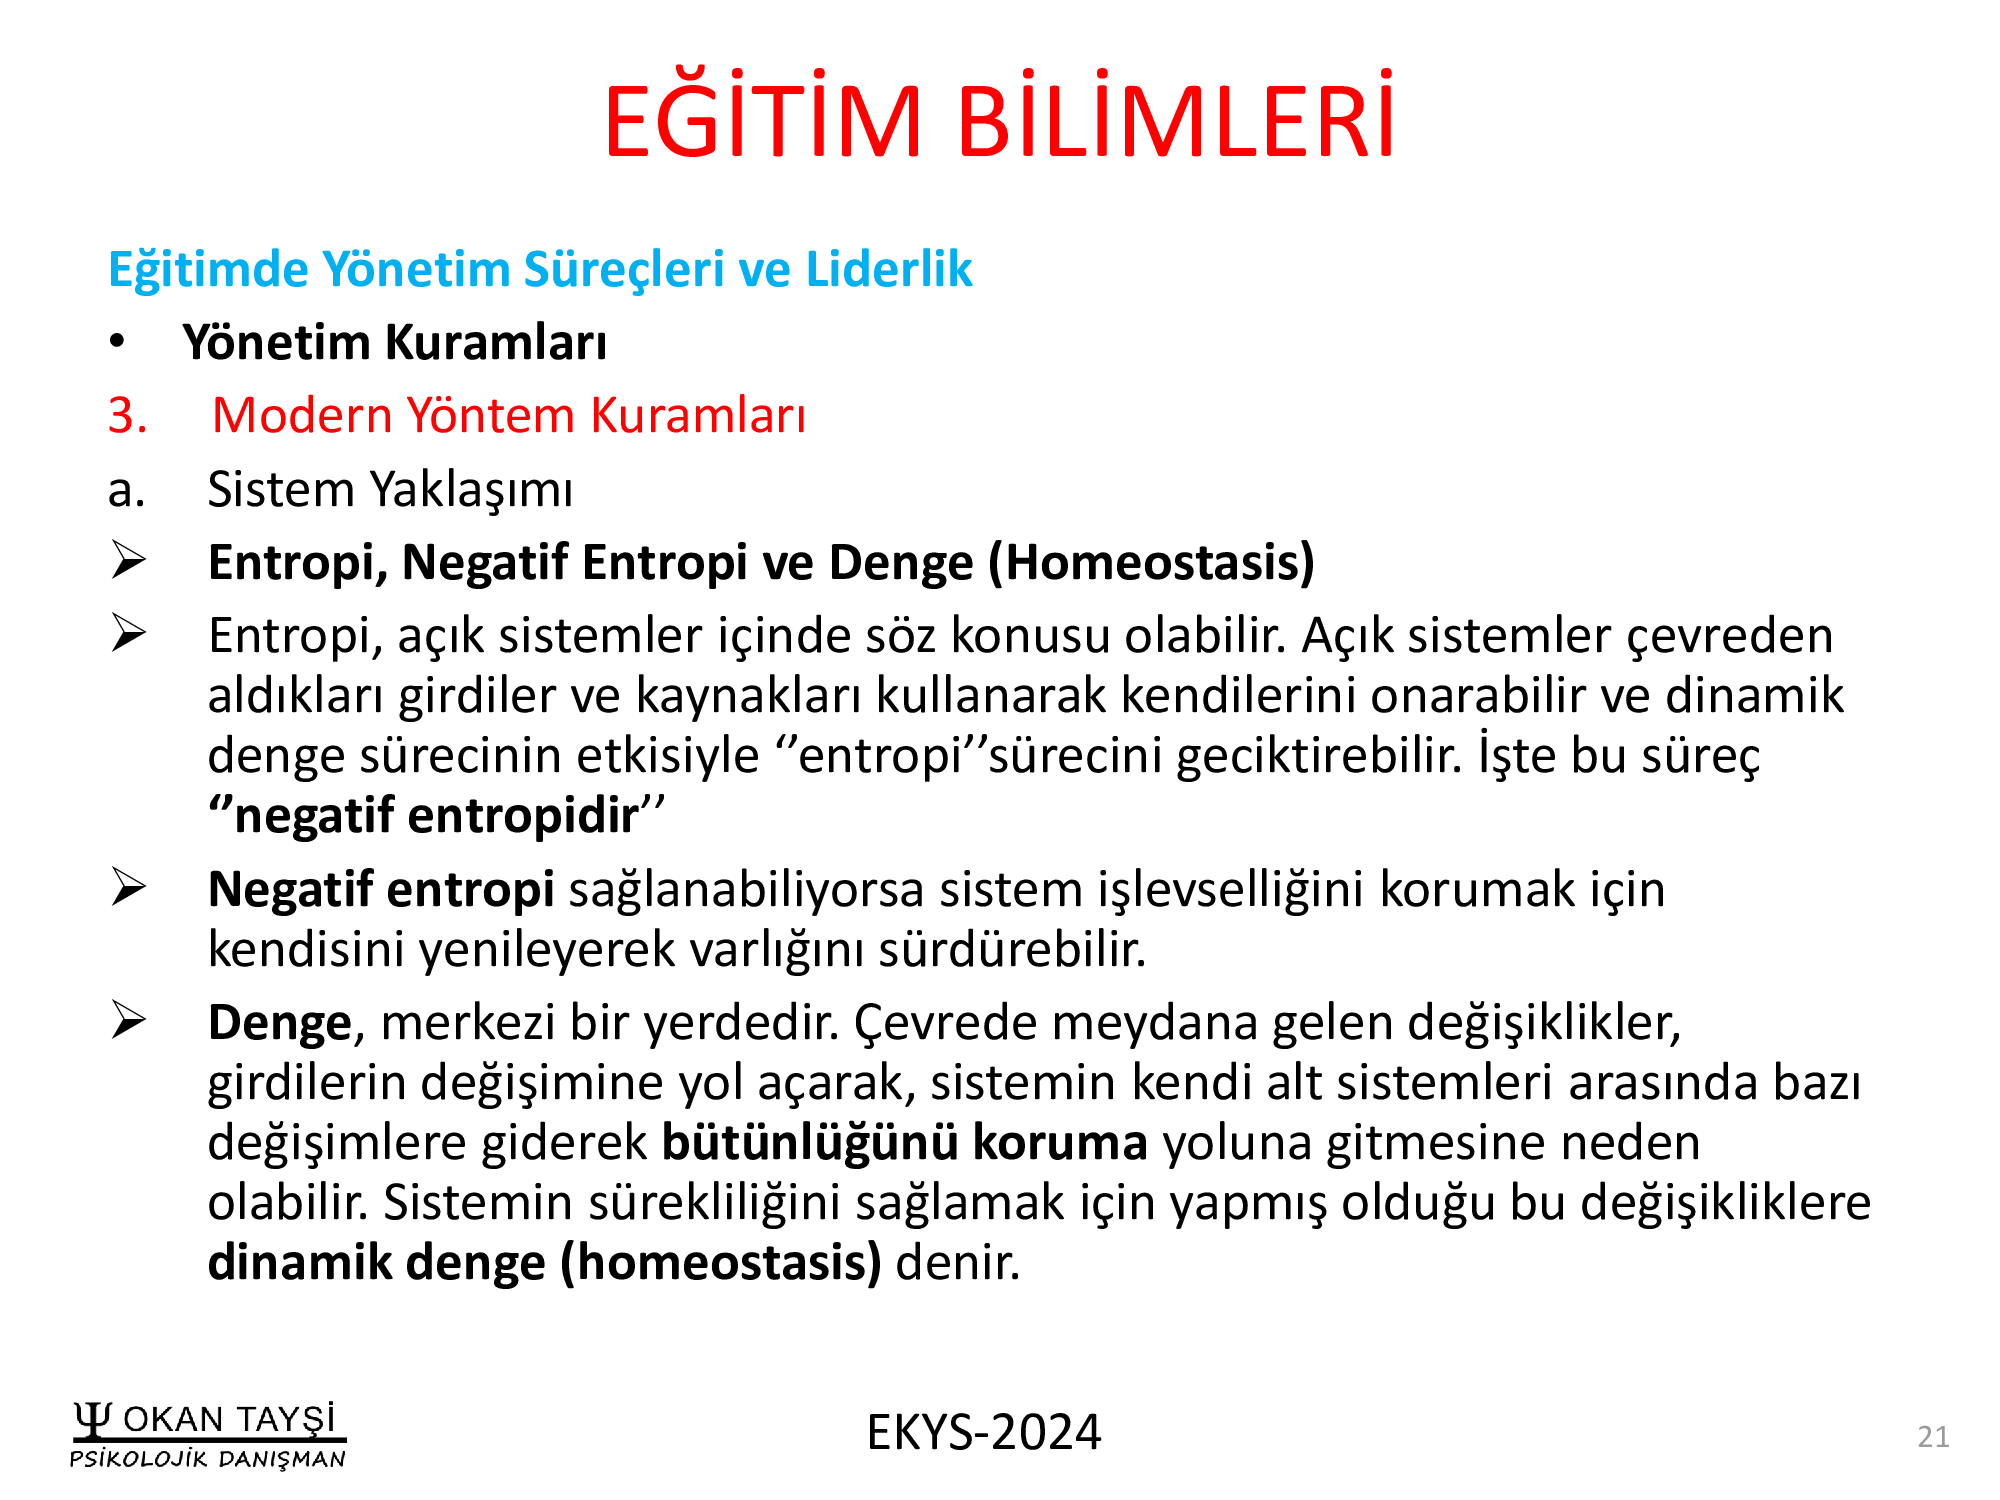 EĞİTİM BİLİMLERİ
Eğitimde Yönetim Süreçleri ve Liderlik
• Yönetim Kuramları
3. Modern Yöntem Kuramları
a. Sistem Yaklaşımı
➢ Entropi, Negatif Entropi ve Denge (Homeostasis)
➢ Entropi, açık sistemler içinde söz konusu olabilir. Açık sistemler çevreden
aldıkları girdiler ve kaynakları kullanarak kendilerini onarabilir ve dinamik
denge sürecinin etkisiyle ‘’entropi’’sürecini geciktirebilir. İşte bu süreç
‘’negatif entropidir’’
➢ Negatif entropi sağlanabiliyorsa sistem işlevselliğini korumak için
kendisini yenileyerek varlığını sürdürebilir.
➢ Denge, merkezi bir yerdedir. Çevrede meydana gelen değişiklikler,
girdilerin değişimine yol açarak, sistemin kendi alt sistemleri arasında bazı
değişimlere giderek bütünlüğünü koruma yoluna gitmesine neden
olabilir. Sistemin sürekliliğini sağlamak için yapmış olduğu bu değişikliklere
dinamik denge (homeostasis) denir.
Ψ OKAN TAYŞİ
PSİKOLOJİK DANIŞMAN
EKYS-2024
21